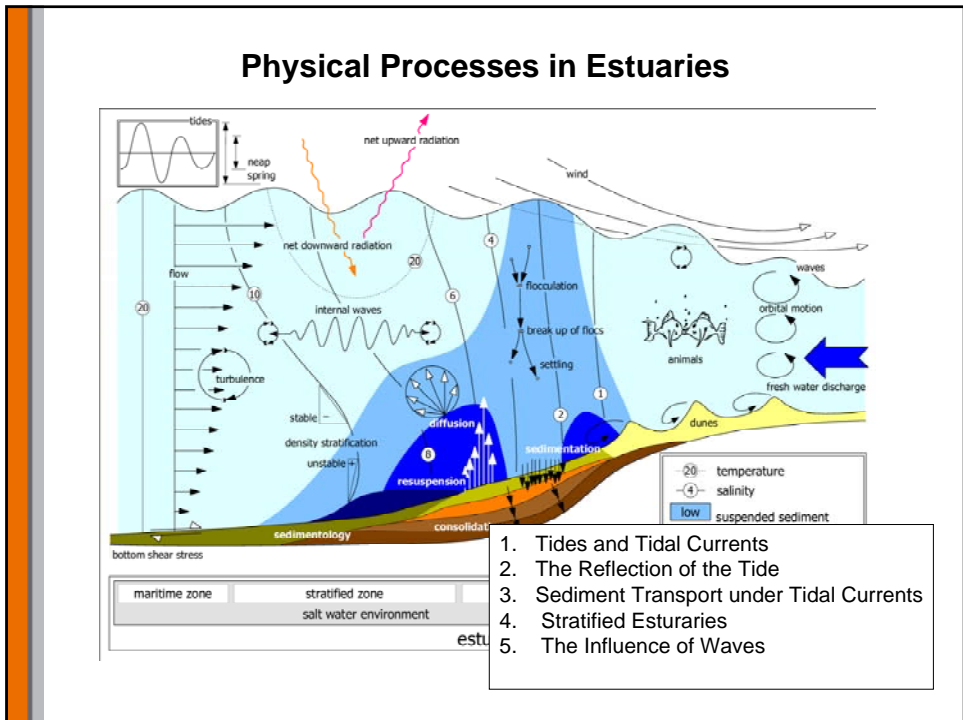 Physical Processes in Estuaries
tides
neap
spring
net upward radiation
wind
net downward radiation
flow
20
10
20
4
6
internal waves
flocculation
break up of flocs
settling
waves
orbital motion
animals
fresh water discharge
turbulence
stable
density stratification
unstable
diffusion
8
resuspension
2
1
sedimentation
dunes
20 temperature
4 salinity
low suspended sediment
sedimentology
consolidati
bottom shear stress
maritime zone
stratified zone
salt water environment
estu
1. Tides and Tidal Currents
2. The Reflection of the Tide
3. Sediment Transport under Tidal Currents
4. Stratified Esturaries
5. The Influence of Waves